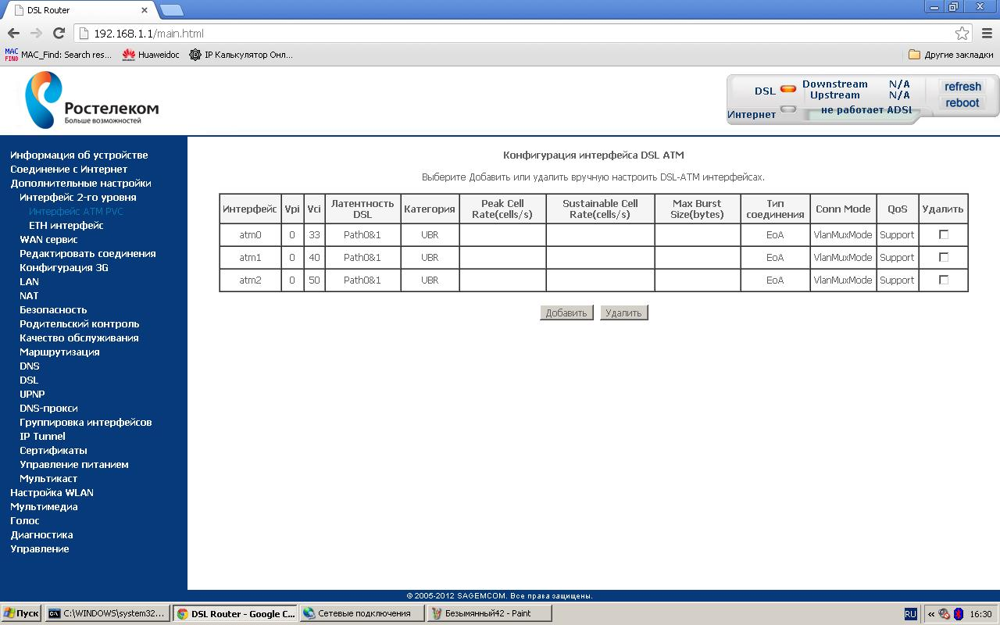 DSL Router
192.168.1.1/main.html
MAC FIND MAC_Find: Search res... Huaweidoc IP Калькулятор Онл... Другие закладки
Ростелеком
Больше возможностей
DSL Downstream N/A
Upstream N/A
Интернет не работает ADSL
refresh
reboot
Информация об устройстве
Соединение с Интернет
Дополнительные настройки
Интерфейс 2-го уровня
Интерфейс ATM PVC
ETH интерфейс
WAN сервис
Редактировать соединения
Конфигурация 3G
LAN
NAT
Безопасность
Родительский контроль
Качество обслуживания
Маршрутизация
DNS
DSL
UPNP
DNS-прокси
Группировка интерфейсов
IP Tunnel
Сертификаты
Управление питанием
Мультикаст
Настройка WLAN
Мультимедиа
Голос
Диагностика
Управление
Конфигурация интерфейса DSL ATM
Выберите Добавить или удалить вручную настроить DSL-ATM интерфейсах.
Интерфейс Vpi Vci Латентность DSL Категория Peak Cell Rate(cells/s) Sustainable Cell Rate(cells/s) Max Burst Size(bytes) Тип соединения Conn Mode QoS Удалить
atm0 0 33 Path0&1 UBR EoA VlanMuxMode Support
atm1 0 40 Path0&1 UBR EoA VlanMuxMode Support
atm2 0 50 Path0&1 UBR EoA VlanMuxMode Support
Добавить Удалить
© 2005-2012 SAGEMCOM. Все права защищены.
Пуск C:\WINDOWS\system32... DSL Router - Google C... Сетевые подключения Безымянный42 - Paint RU « 16:30